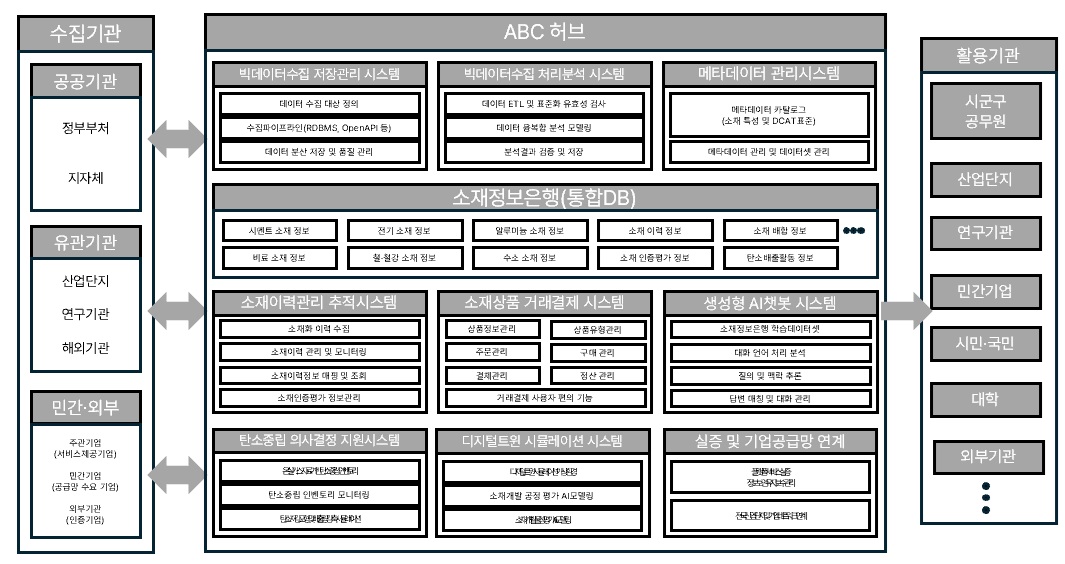 수집기관
공공기관
정부부처
지자체
유관기관
산업단지
연구기관
해외기관
민간·외부
주관기업
(서비스제공기업)
민간기업
(공급망 수요 기업)
외부기관
(인증기업)
ABC 허브
빅데이터수집 저장관리 시스템
데이터 수집 대상 정의
수집파이프라인(RDBMS, OpenAPI 등)
데이터 분산 저장 및 품질 관리
빅데이터수집 처리분석 시스템
데이터 ETL 및 표준화 유효성 검사
데이터 융복합 분석 모델링
분석결과 검증 및 저장
메타데이터 관리시스템
메타데이터 카탈로그
(소재 특성 및 DCAT표준)
메타데이터 관리 및 데이터셋 관리
소재정보은행(통합DB)
시멘트 소재 정보
전기 소재 정보
알루미늄 소재 정보
소재 이력 정보
소재 배합 정보
비료 소재 정보
철·철강 소재 정보
수소 소재 정보
소재 인증평가 정보
탄소배출활동 정보
소재이력관리 추적시스템
소재화 이력 수집
소재이력 관리 및 모니터링
소재이력정보 매핑 및 조회
소재인증평가 정보관리
소재상품 거래결제 시스템
상품정보관리
상품유형관리
주문관리
구매 관리
결제관리
정산 관리
거래결제 사용자 편의 기능
생성형 AI챗봇 시스템
소재정보은행 학습데이터셋
대화 언어 처리 분석
질의 및 맥락 추론
답변 매칭 및 대화 관리
탄소중립 의사결정 지원시스템
탄소중립 인벤토리 모니터링
디지털트윈 시뮬레이션 시스템
소재개발 공정 평가 AI모델링
실증 및 기업공급망 연계
활용기관
시군구
공무원
산업단지
연구기관
민간기업
시민·국민
대학
외부기관